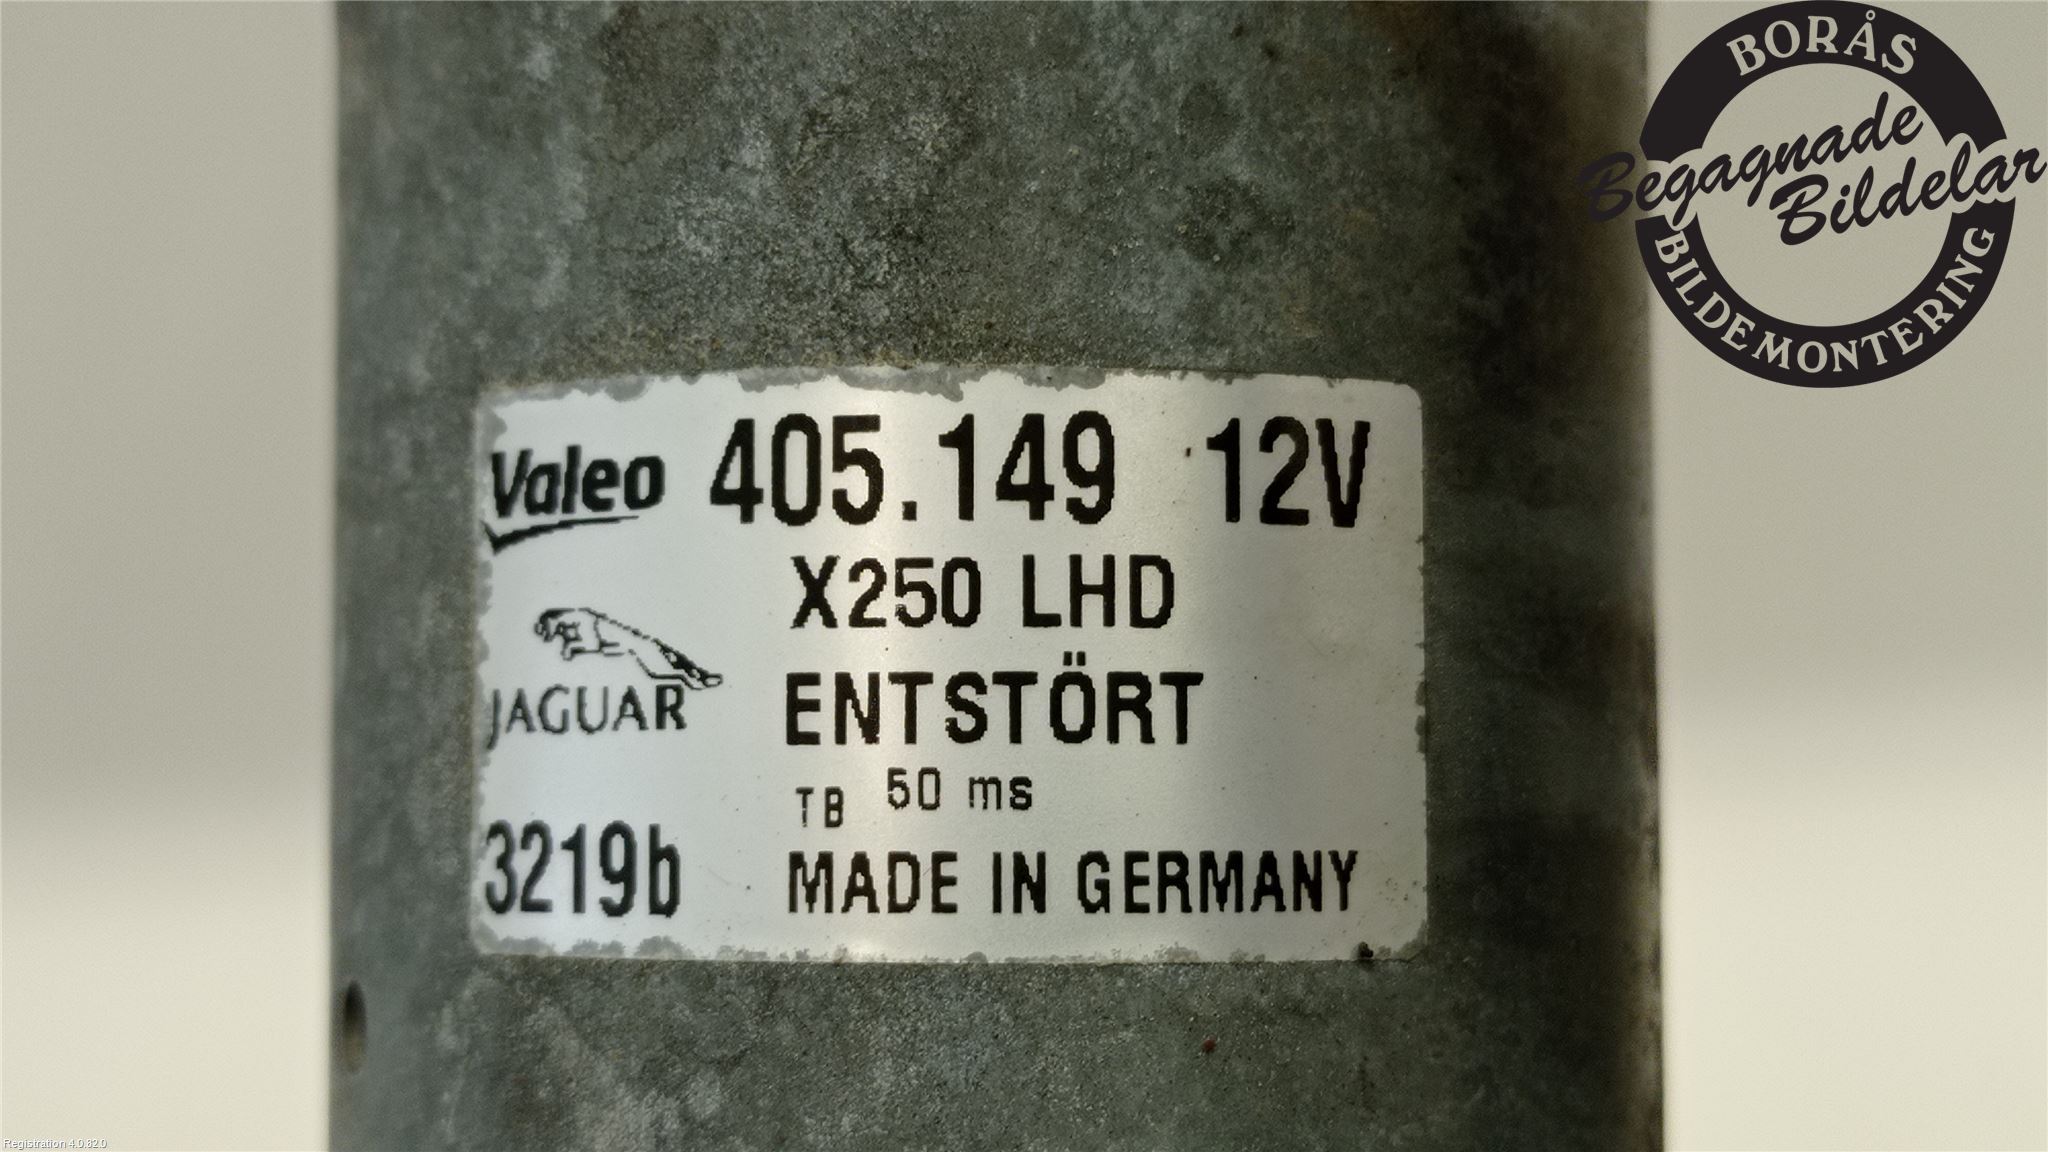 BORÅS
Begagnade
Bildelar
BILDEMONTERING
Valeo 405.149 12V
X250 LHD
JAGUAR ENTSTÖRT
TB 50 ms
3219b MADE IN GERMANY
Registration 4.0.82.0